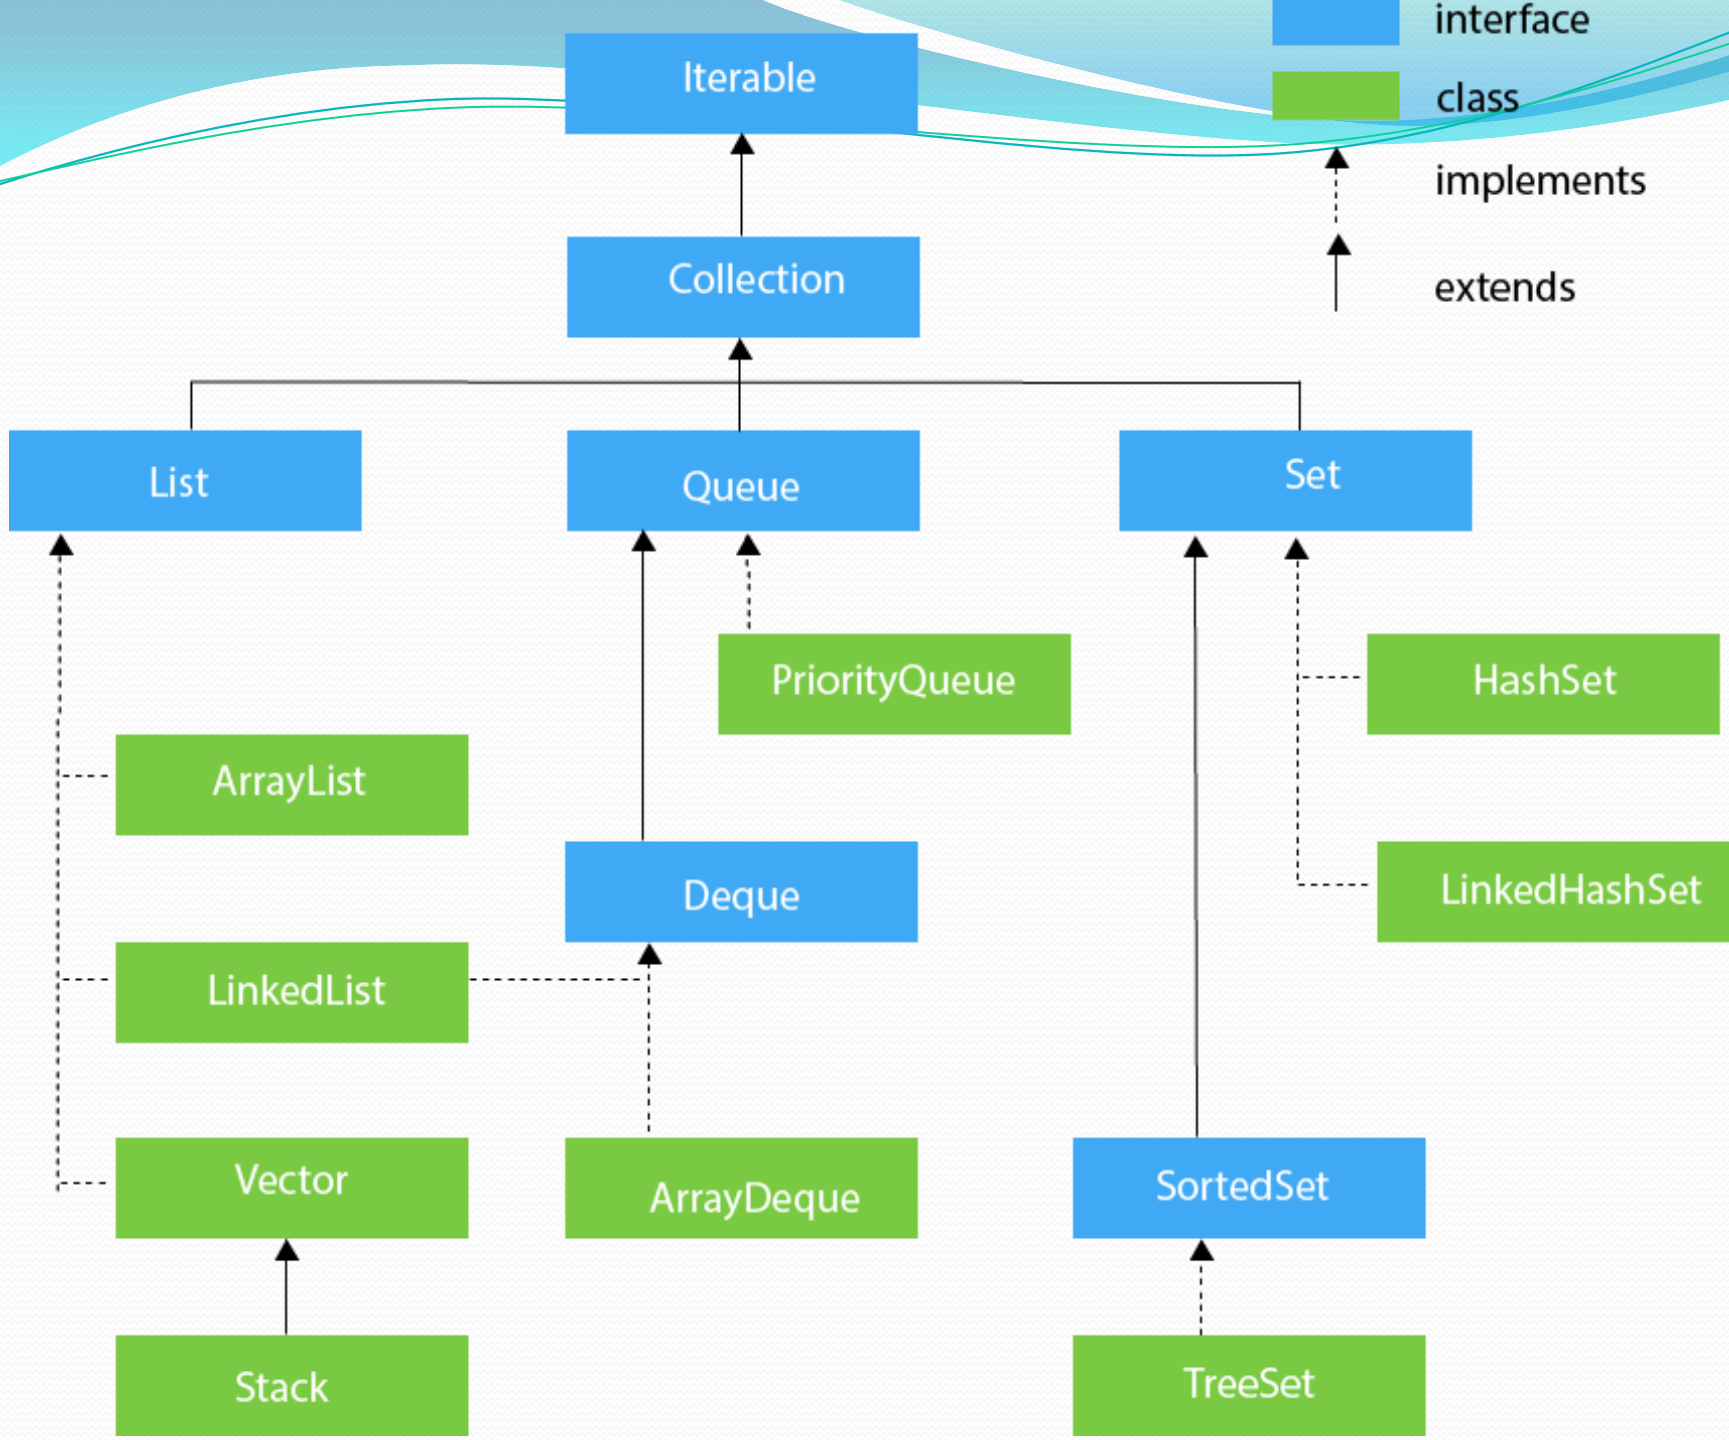 interface
Iterable
class
implements
Collection
extends
List
Queue
Set
PriorityQueue
HashSet
ArrayList
Deque
LinkedHashSet
LinkedList
Vector
ArrayDeque
SortedSet
Stack
TreeSet